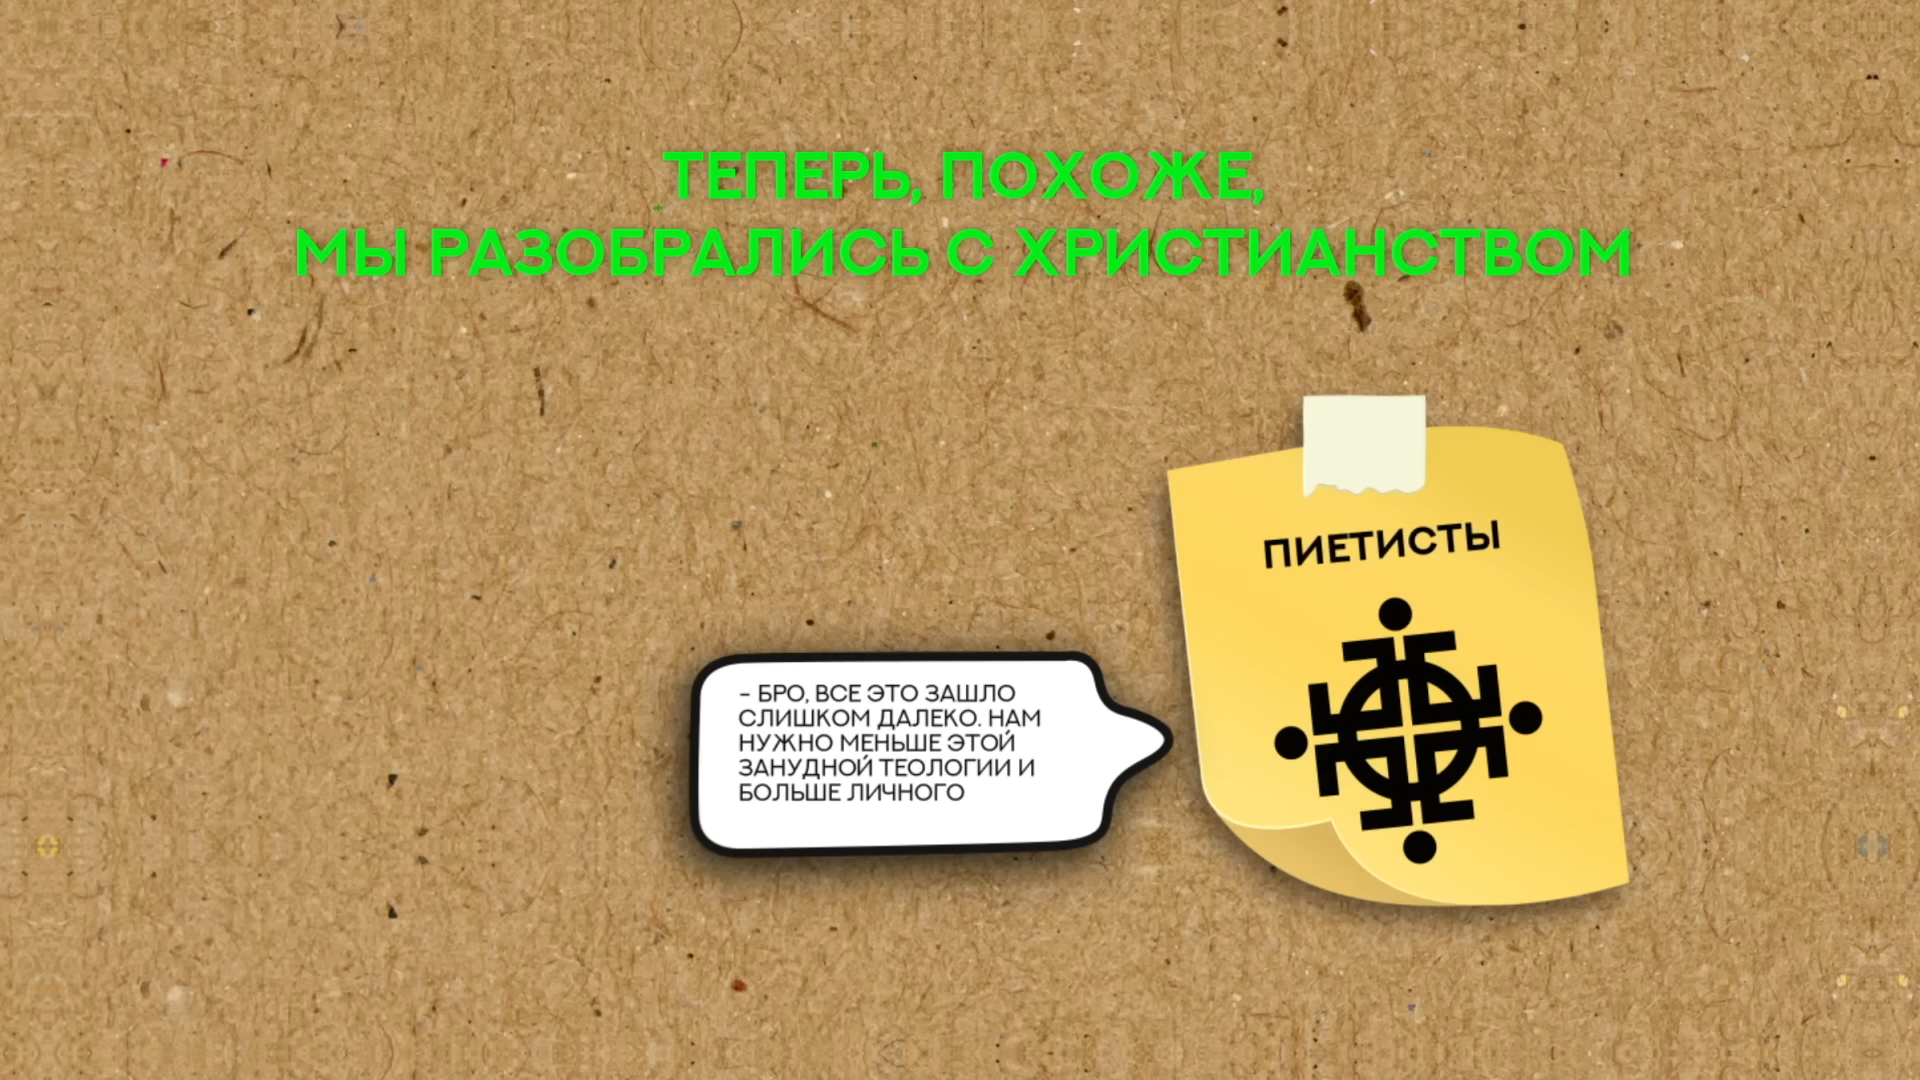 ТЕПЕРЬ, ПОХОЖЕ,
МЫ РАЗОБРАЛИСЬ С ХРИСТИАНСТВОМ
ПИЕТИСТЫ
– БРО, ВСЕ ЭТО ЗАШЛО
СЛИШКОМ ДАЛЕКО. НАМ
НУЖНО МЕНЬШЕ ЭТОЙ
ЗАНУДНОЙ ТЕОЛОГИИ И
БОЛЬШЕ ЛИЧНОГО